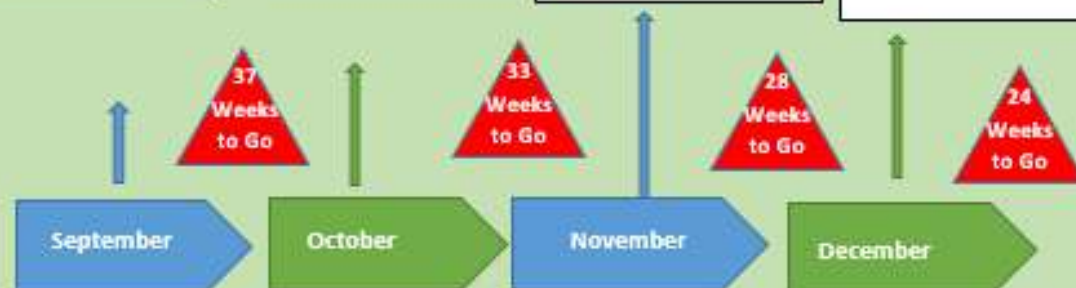 37
Weeks
to Go
33
Weeks
to Go
28
Weeks
to Go
24
Weeks
to Go
September
October
November
December